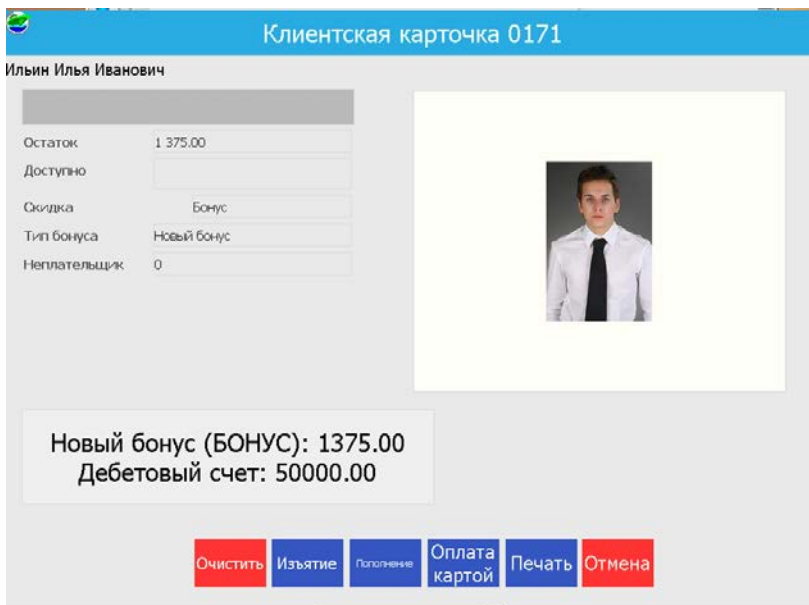 Клиентская карточка 0171
Ильин Илья Иванович
Остаток 1 375.00
Доступно
Скидка Бонус
Тип бонуса Новый бонус
Неплательщик 0
Новый бонус (БОНУС): 1375.00
Дебетовый счет: 50000.00
Очистить Изъятие Пополнение Оплата картой Печать Отмена